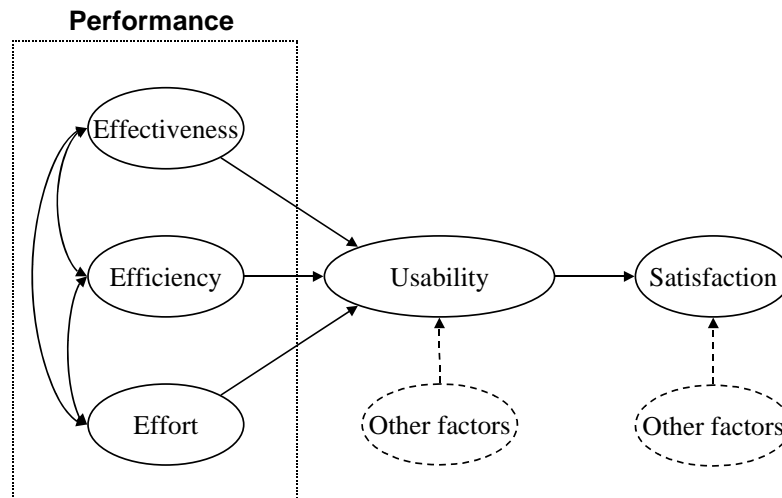 Performance
Effectiveness
Efficiency
Usability
Satisfaction
Effort
Other factors
Other factors